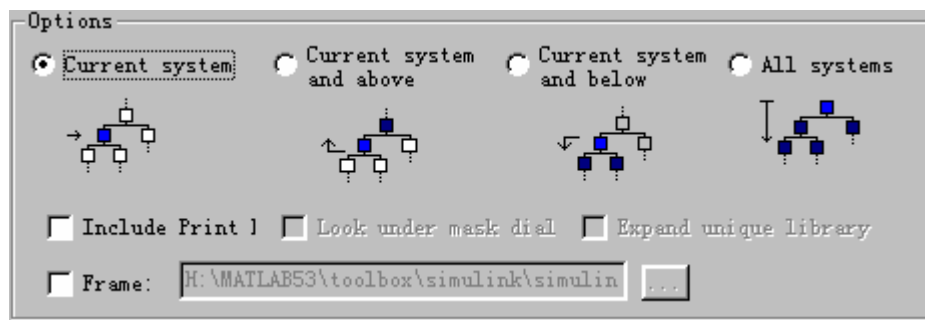 Options
Current system
Current system and above
Current system and below
All systems
Include Print l
Look under mask dial
Expand unique library
Frame:
H:\MATLAB53\toolbox\simulink\simulin
...